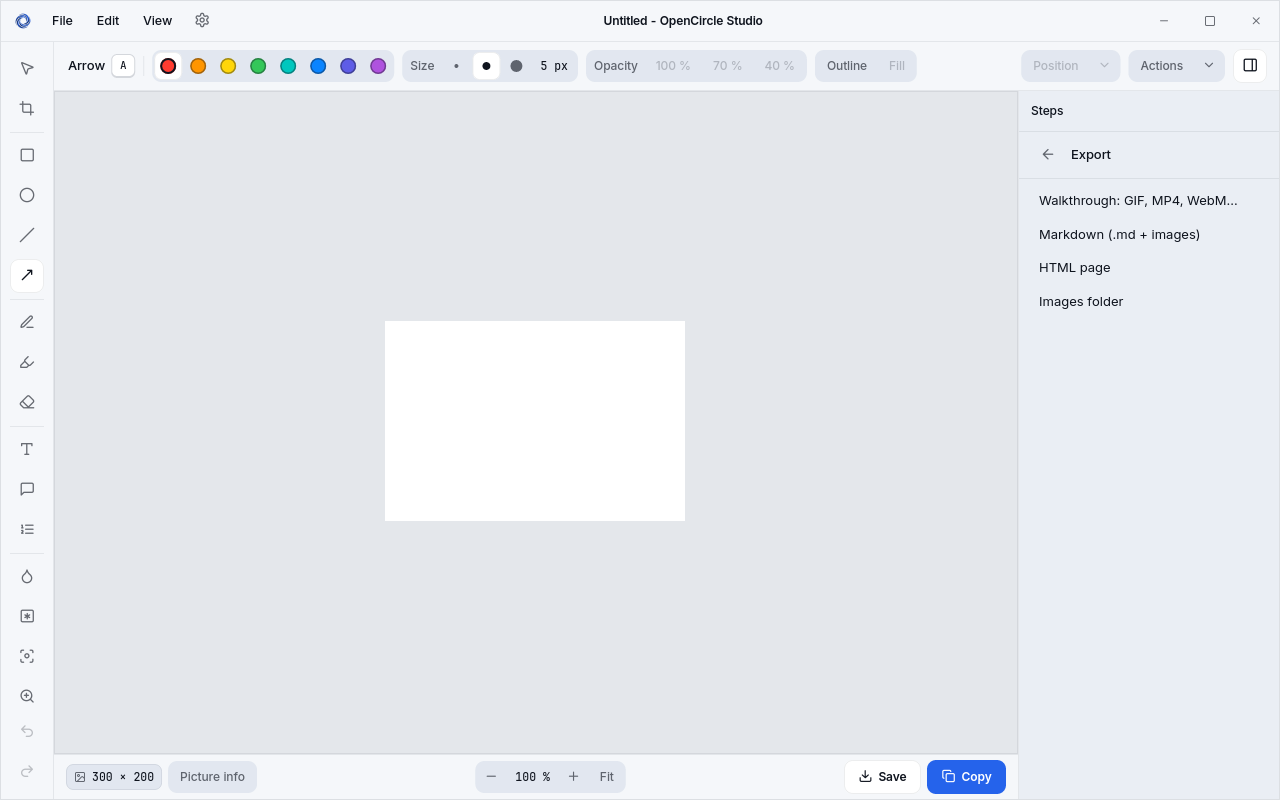 File Edit View
Untitled - OpenCircle Studio
Arrow A
Size 5 px
Opacity 100 % 70 % 40 %
Outline Fill
Position
Actions
Steps
Export
Walkthrough: GIF, MP4, WebM...
Markdown (.md + images)
HTML page
Images folder
300 × 200
Picture info
100 %
Fit
Save
Copy